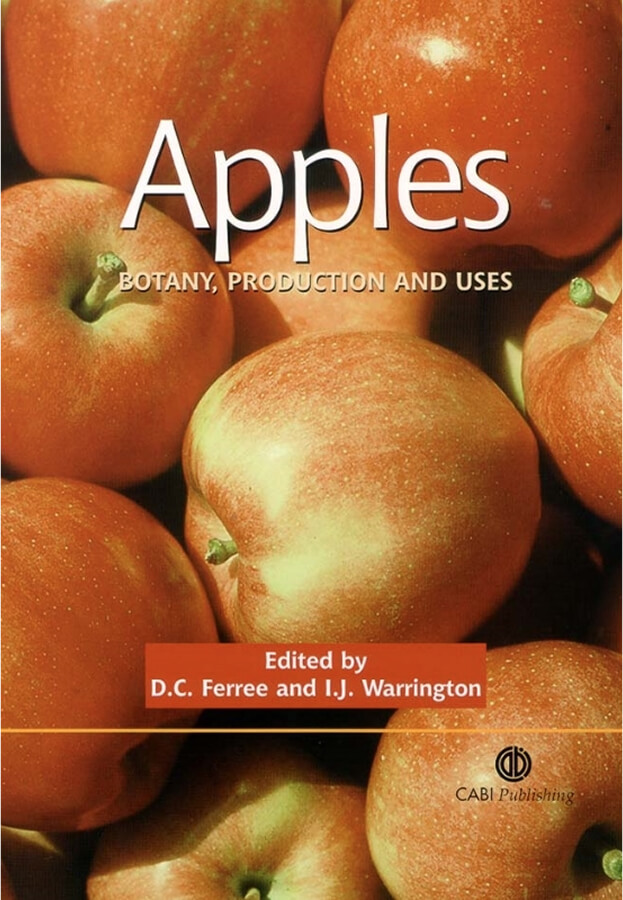 Apples
BOTANY, PRODUCTION AND USES
Edited by
D.C. Ferree and I.J. Warrington
CABI Publishing